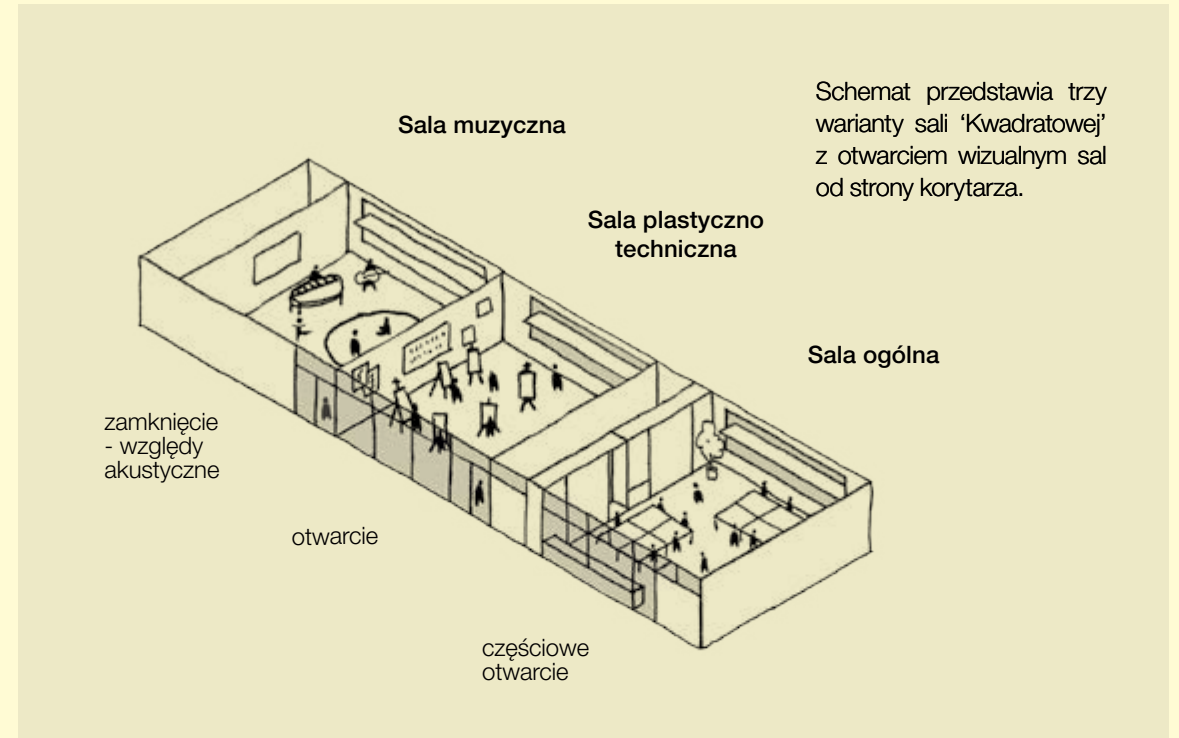 Schemat przedstawia trzy
warianty sali ‘Kwadratowej’
z otwarciem wizualnym sal
od strony korytarza.
Sala muzyczna
Sala plastyczno
techniczna
Sala ogólna
zamknięcie
- względy
akustyczne
otwarcie
częściowe
otwarcie